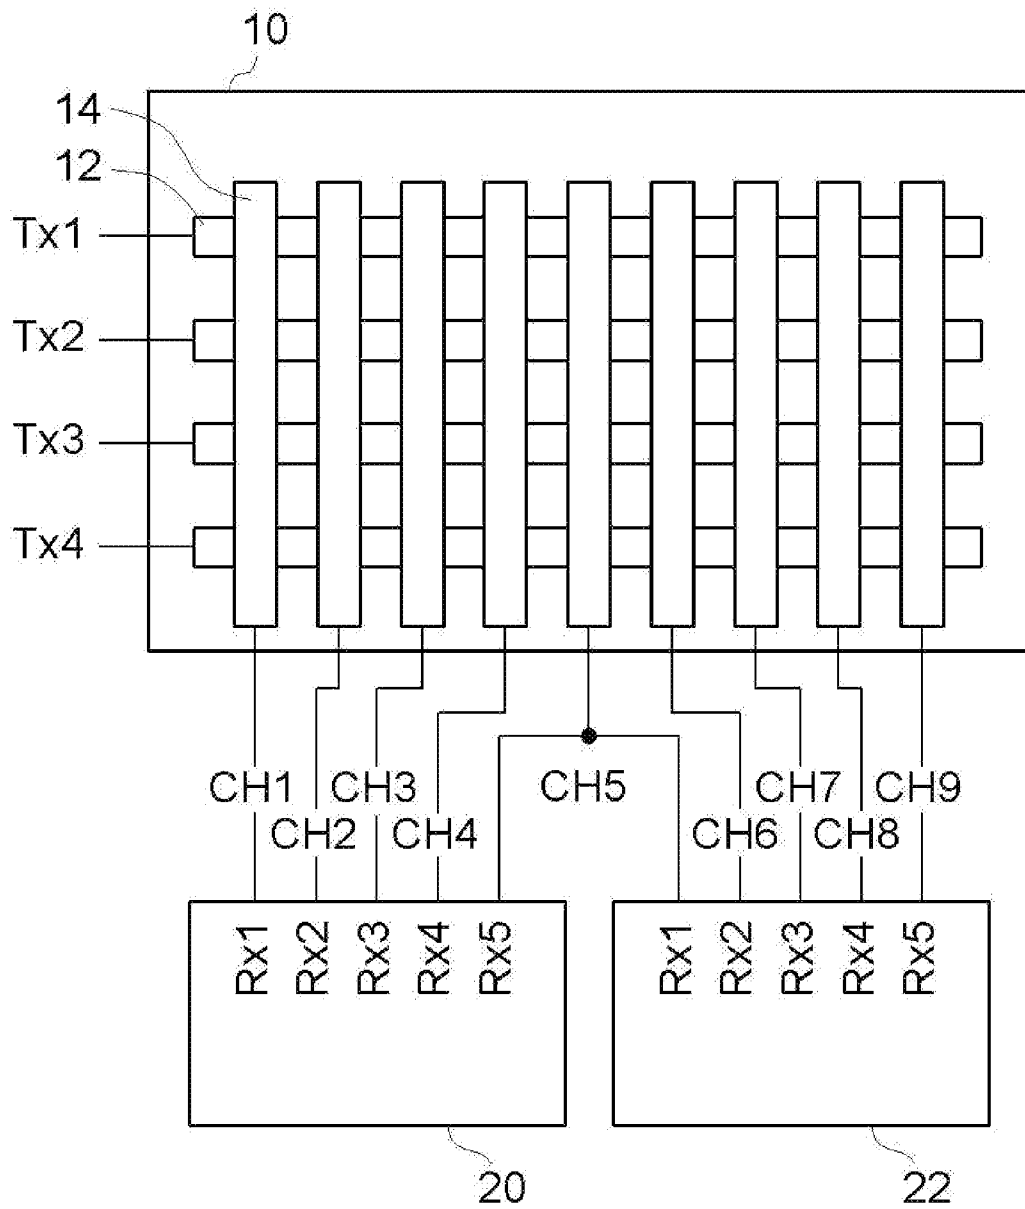 10
14
12
Tx1
Tx2
Tx3
Tx4
CH1 CH3 CH5 CH7 CH9
CH2 CH4 CH6 CH8
Rx1 Rx2 Rx3 Rx4 Rx5 Rx1 Rx2 Rx3 Rx4 Rx5
20 22